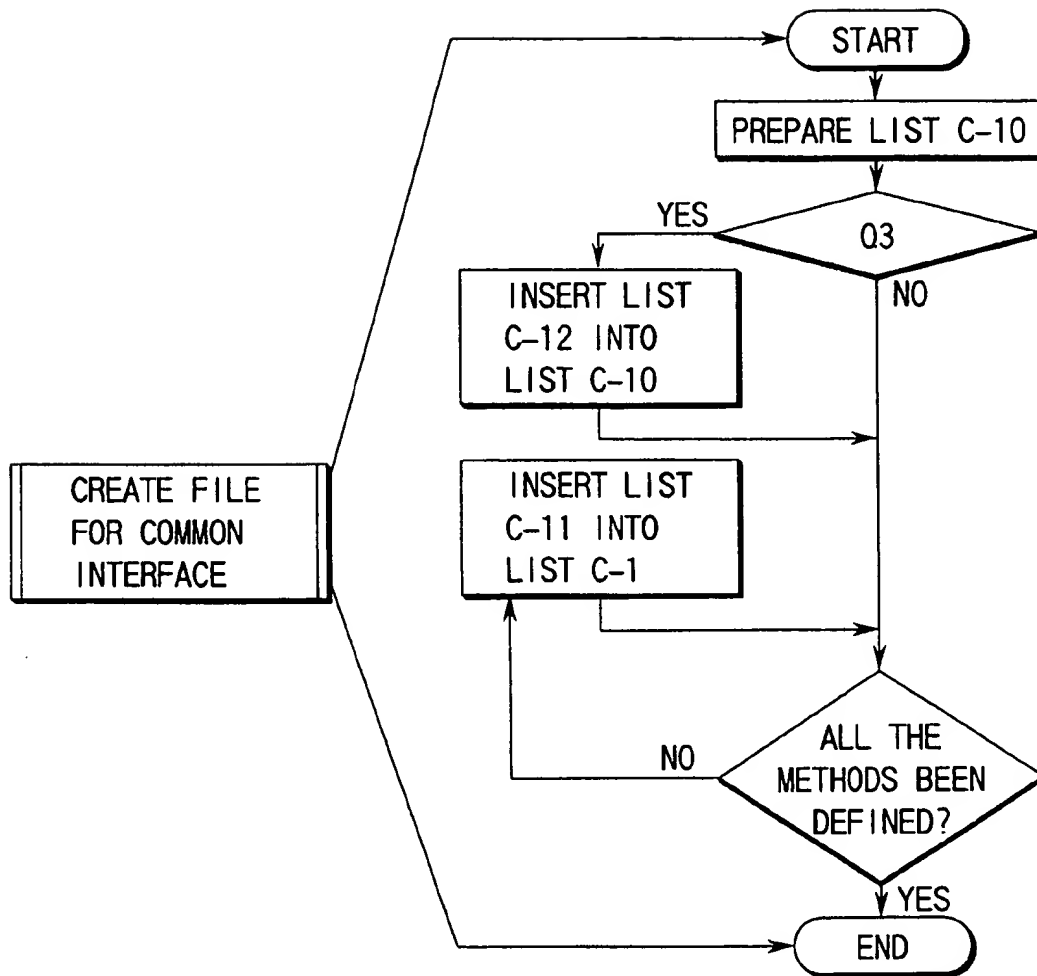 START
PREPARE LIST C-10
YES
Q3
NO
INSERT LIST
C-12 INTO
LIST C-10
CREATE FILE
FOR COMMON
INTERFACE
INSERT LIST
C-11 INTO
LIST C-1
NO
ALL THE
METHODS BEEN
DEFINED?
YES
END